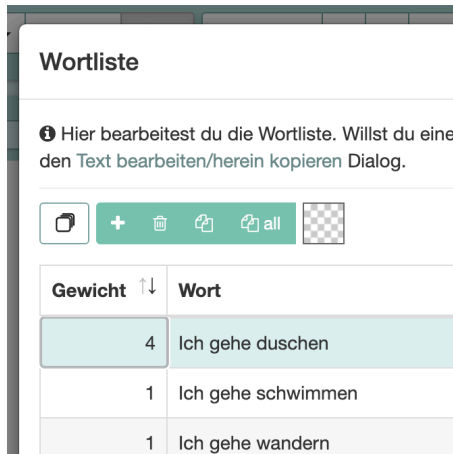 Wortliste
Hier bearbeitest du die Wortliste. Willst du eine
den Text bearbeiten/herein kopieren Dialog.
all
Gewicht Wort
4 Ich gehe duschen
1 Ich gehe schwimmen
1 Ich gehe wandern